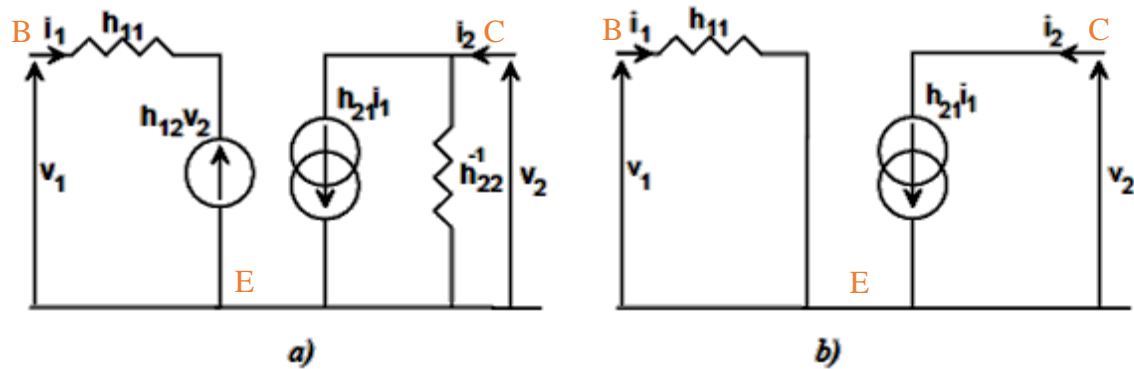 B i₁ h₁₁ i₂ C
h₁₂v₂ h₂₁i₁
v₁ h₂₂⁻¹ v₂
E
a)
B i₁ h₁₁ i₂ C
h₂₁i₁
v₁ v₂
E
b)